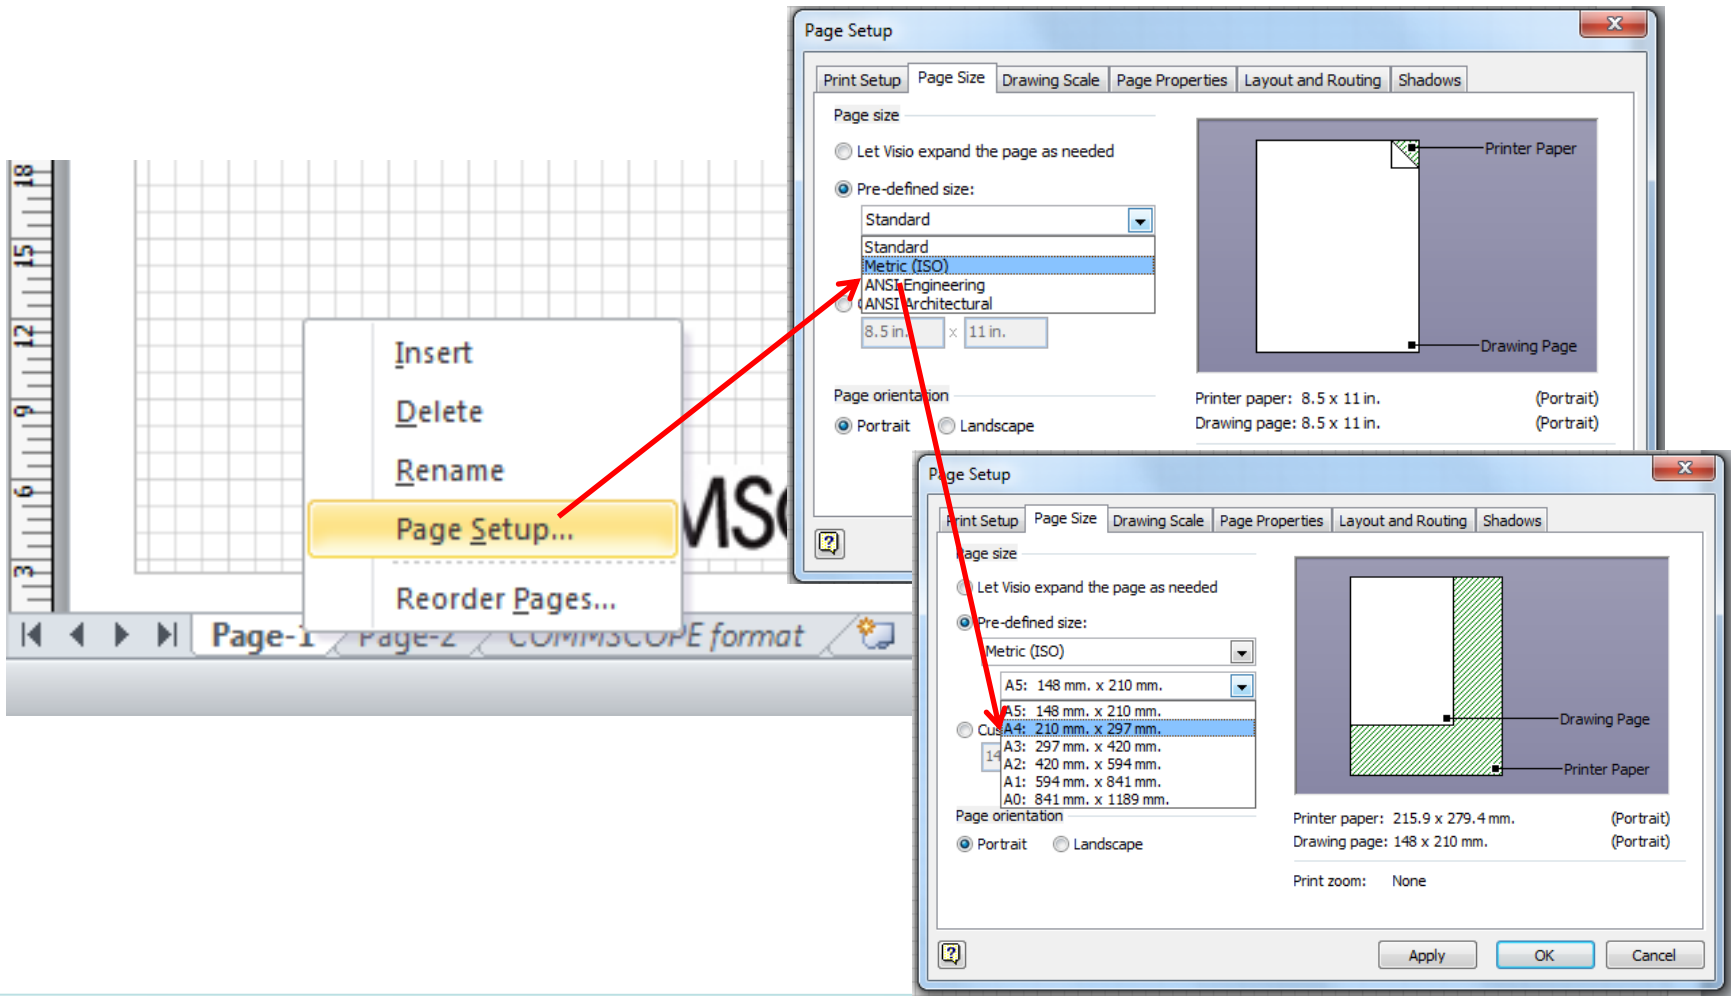 18
15
12
9
6
3
Insert
Delete
Rename
Page Setup...
Reorder Pages...
MSC
Page-1
Page-2
COMMSCOPE format
Page Setup
Print Setup Page Size Drawing Scale Page Properties Layout and Routing Shadows
Page size
Let Visio expand the page as needed
Pre-defined size:
Standard
Standard
Metric (ISO)
ANSI Engineering
ANSI Architectural
8.5 in. x 11 in.
Page orientation
Portrait Landscape
Printer Paper
Drawing Page
Printer paper: 8.5 x 11 in. (Portrait)
Drawing page: 8.5 x 11 in. (Portrait)
Page Setup
Print Setup Page Size Drawing Scale Page Properties Layout and Routing Shadows
Page size
Let Visio expand the page as needed
Pre-defined size:
Metric (ISO)
A5: 148 mm. x 210 mm.
A5: 148 mm. x 210 mm.
A4: 210 mm. x 297 mm.
A3: 297 mm. x 420 mm.
A2: 420 mm. x 594 mm.
A1: 594 mm. x 841 mm.
A0: 841 mm. x 1189 mm.
Cus
14
Page orientation
Portrait Landscape
Drawing Page
Printer Paper
Printer paper: 215.9 x 279.4 mm. (Portrait)
Drawing page: 148 x 210 mm. (Portrait)
Print zoom: None
Apply OK Cancel